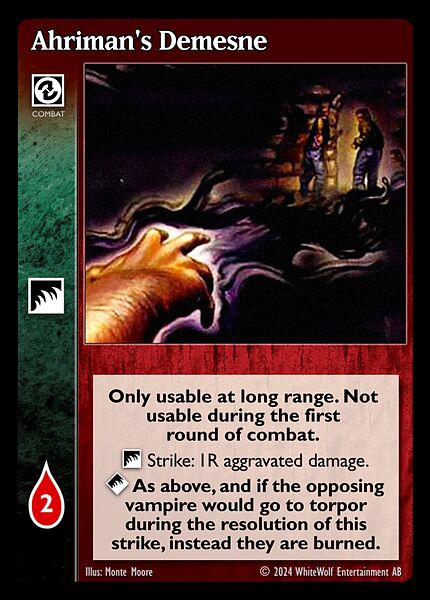 Ahriman's Demesne
COMBAT
Only usable at long range. Not
usable during the first
round of combat.
Strike: 1R aggravated damage.
As above, and if the opposing
vampire would go to torpor
during the resolution of this
strike, instead they are burned.
2
Illus: Monte Moore
© 2024 WhiteWolf Entertainment AB